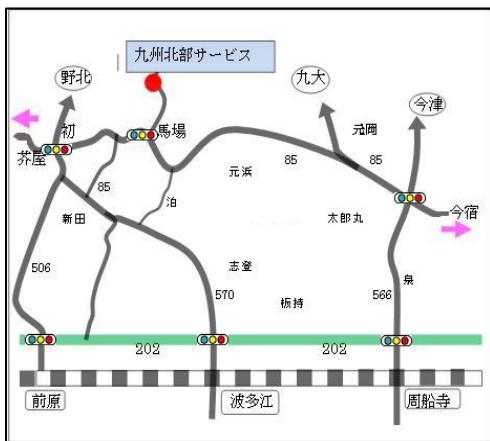 九州北部サービス
野北
九大
今津
初
馬場
元岡
芥屋
85
85
元浜
85
泊
新田
太郎丸
今宿
506
志登
泉
570
板持
566
202
202
前原
波多江
周船寺